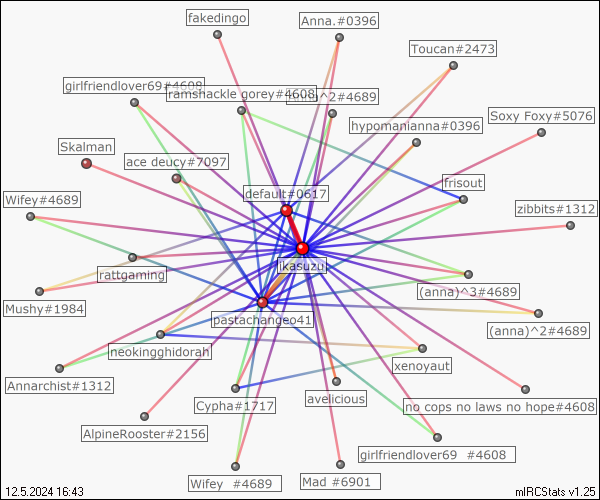 fakedingo
Anna.#0396
Toucan#2473
girlfriendlover69#4608
ramshackle gorey#4608
^2#4689
Soxy Foxy#5076
hypomanianna#0396
Skalman
ace deucy#7097
default#0617
frisout
Wifey#4689
zibbits#1312
rattgaming
ikasuzu
(anna)^3#4689
Mushy#1984
pastachangeo41
(anna)^2#4689
neokingghidorah
xenoyaut
Annarchist#1312
Cypha#1717
avelicious
no cops no laws no hope#4608
AlpineRooster#2156
girlfriendlover69 #4608
Wifey #4689
Mad #6901
12.5.2024 16:43
mIRCStats v1.25